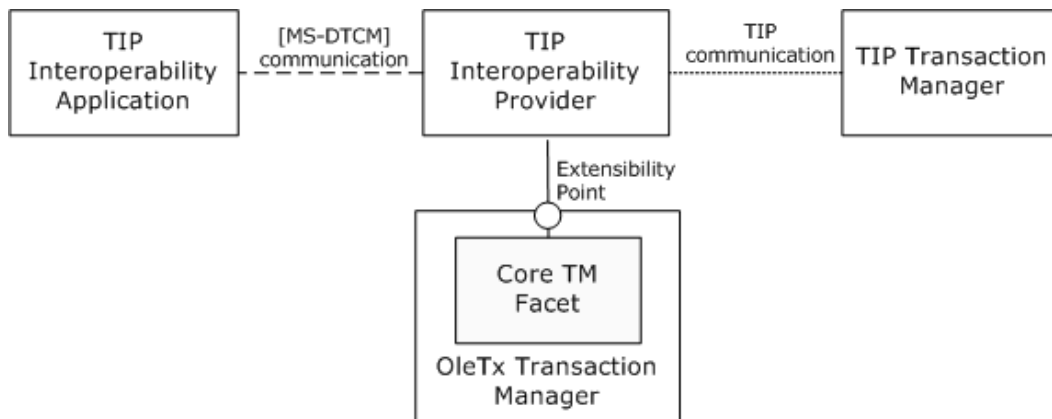 TIP
Interoperability
Application
[MS-DTCM]
communication
TIP
Interoperability
Provider
TIP
communication
TIP Transaction
Manager
Extensibility
Point
Core TM
Facet
OleTx Transaction
Manager